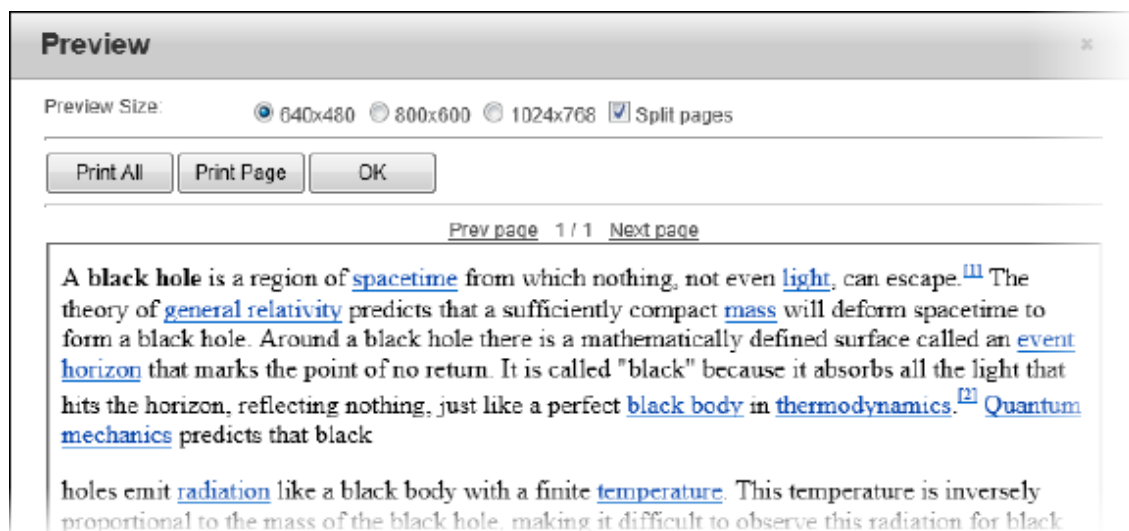 Preview
Preview Size: 640x480 800x600 1024x768 Split pages
Print All Print Page OK
Prev page 1 / 1 Next page
A black hole is a region of spacetime from which nothing, not even light, can escape.[1] The
theory of general relativity predicts that a sufficiently compact mass will deform spacetime to
form a black hole. Around a black hole there is a mathematically defined surface called an event
horizon that marks the point of no return. It is called "black" because it absorbs all the light that
hits the horizon, reflecting nothing, just like a perfect black body in thermodynamics.[2] Quantum
mechanics predicts that black
holes emit radiation like a black body with a finite temperature. This temperature is inversely
proportional to the mass of the black hole, making it difficult to observe this radiation for black